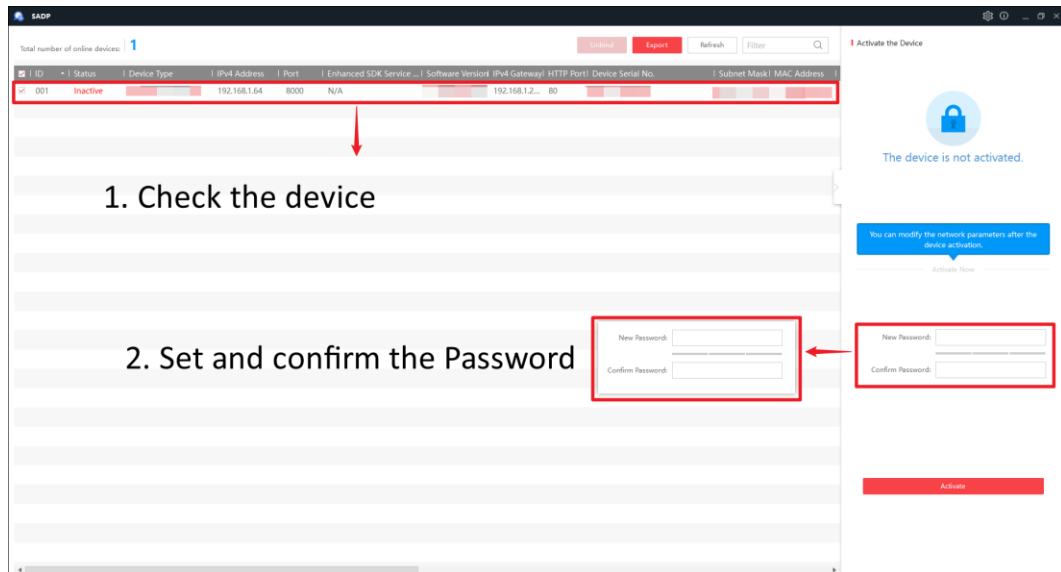 SADP
Total number of online devices: 1
Unbind Export Refresh Filter
ID Status Device Type IPv4 Address Port Enhanced SDK Service ... Software Version IPv4 Gateway HTTP Port Device Serial No. Subnet Mask MAC Address
001 Inactive 192.168.1.64 8000 N/A 192.168.1.2... 80
1. Check the device
2. Set and confirm the Password
New Password:
Confirm Password:
Activate the Device
The device is not activated.
You can modify the network parameters after the
device activation.
Activate Now
New Password:
Confirm Password:
Activate